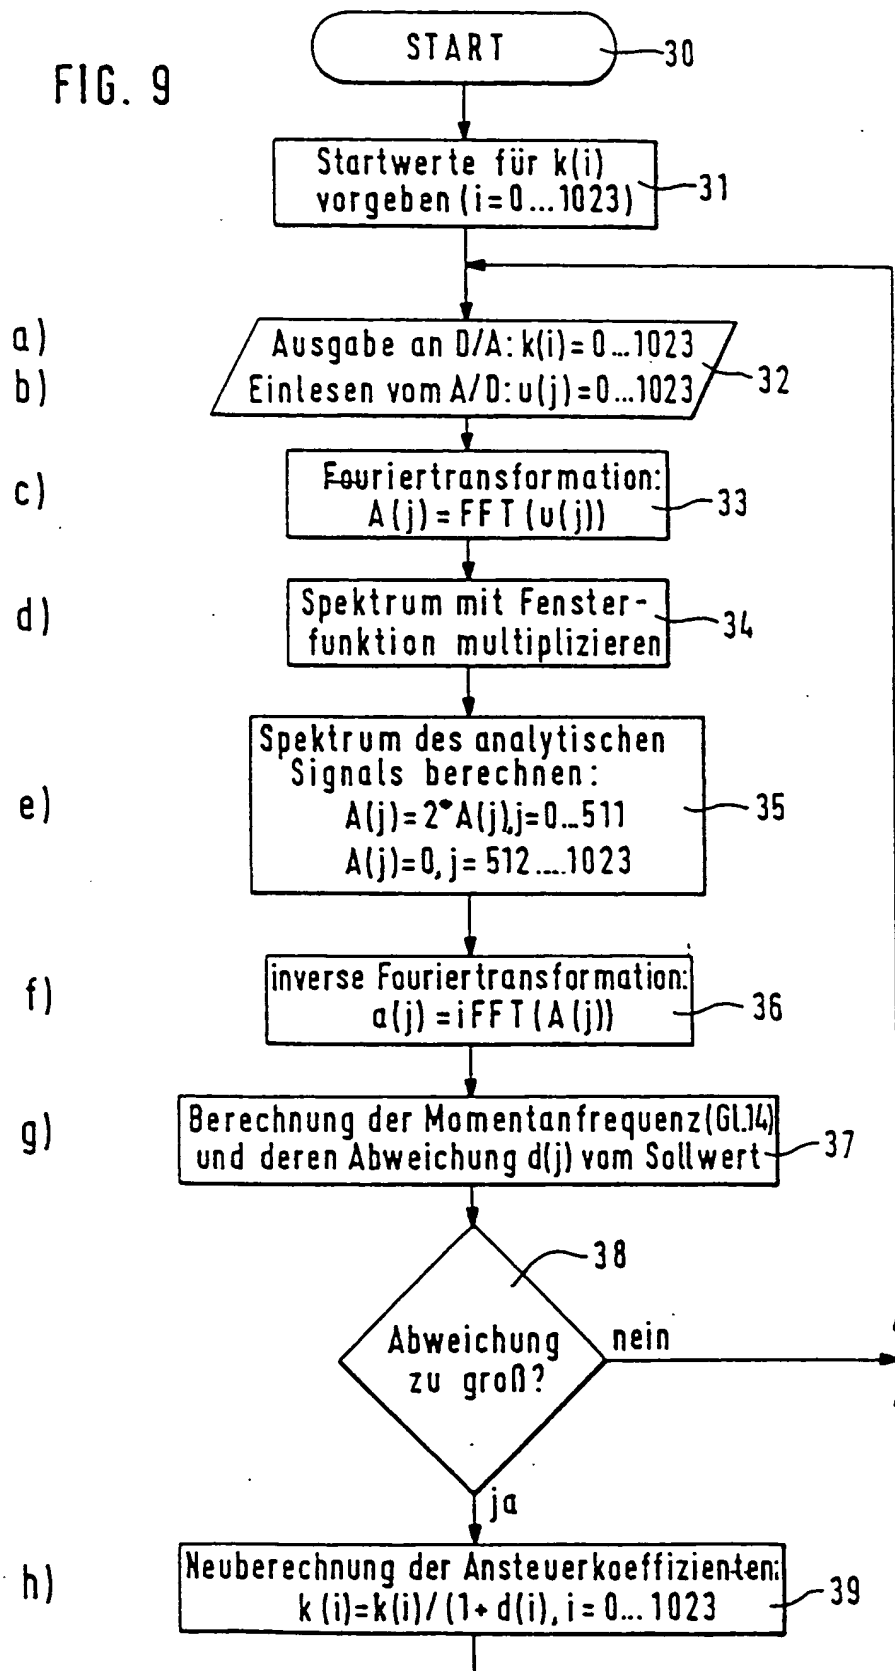 FIG. 9
START
30
Startwerte für k(i)
vorgeben (i=0...1023)
31
a)
Ausgabe an D/A: k(i)=0...1023
b)
Einlesen vom A/D: u(j)=0...1023
32
c)
Fouriertransformation:
A(j)=FFT(u(j))
33
d)
Spektrum mit Fenster-
funktion multiplizieren
34
e)
Spektrum des analytischen
Signals berechnen:
A(j)=2*A(j),j=0...511
A(j)=0,j=512....1023
35
f)
inverse Fouriertransformation:
a(j)=iFFT(A(j))
36
g)
Berechnung der Momentanfrequenz(Gl.14)
und deren Abweichung d(j) vom Sollwert
37
38
Abweichung
zu groß?
nein
ja
h)
Neuberechnung der Ansteuerkoeffizienten:
k(i)=k(i)/(1+d(i), i=0...1023
39